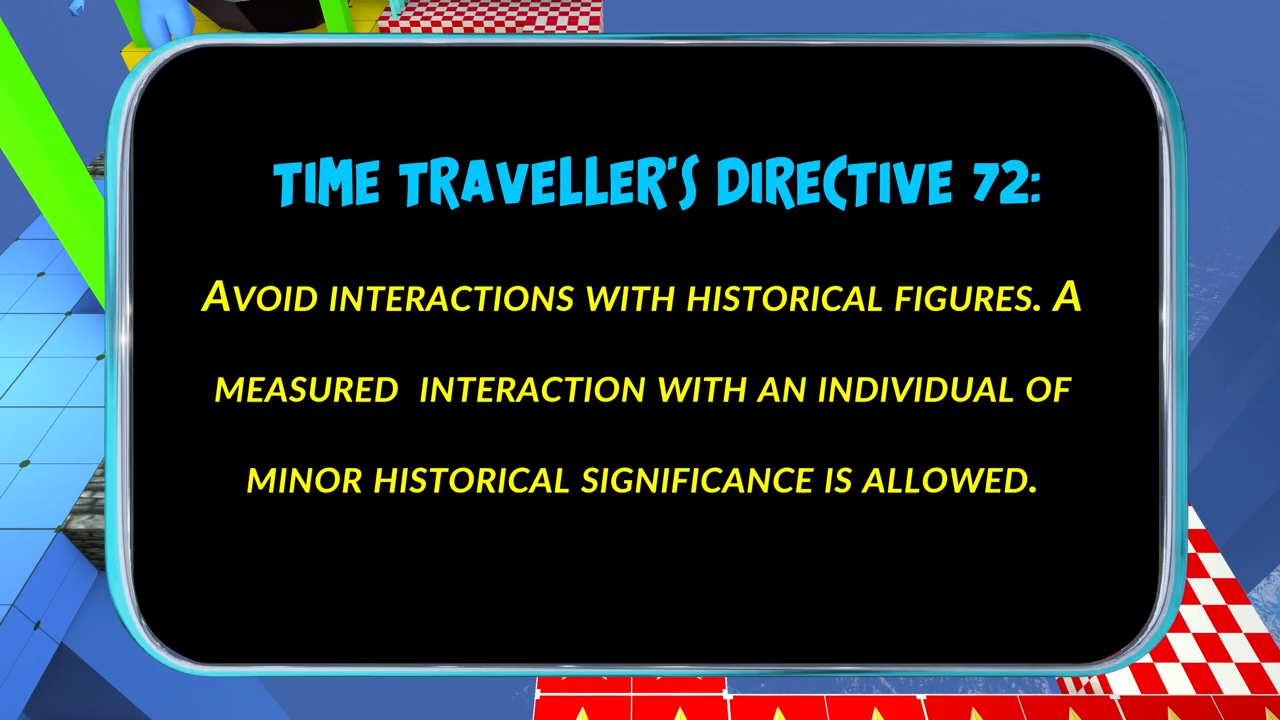 TIME TRAVELLER'S DIRECTIVE 72:
AVOID INTERACTIONS WITH HISTORICAL FIGURES. A
MEASURED  INTERACTION WITH AN INDIVIDUAL OF
MINOR HISTORICAL SIGNIFICANCE IS ALLOWED.